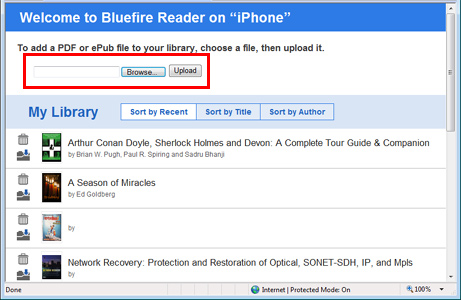 Welcome to Bluefire Reader on “iPhone”
To add a PDF or ePub file to your library, choose a file, then upload it.
Browse... Upload
My Library Sort by Recent Sort by Title Sort by Author
Arthur Conan Doyle, Sherlock Holmes and Devon: A Complete Tour Guide & Companion
by Brian W. Pugh, Paul R. Spiring and Sadru Bhanji
A Season of Miracles
by Ed Goldberg
by
Network Recovery: Protection and Restoration of Optical, SONET-SDH, IP, and Mpls
Done Internet | Protected Mode: On 100%